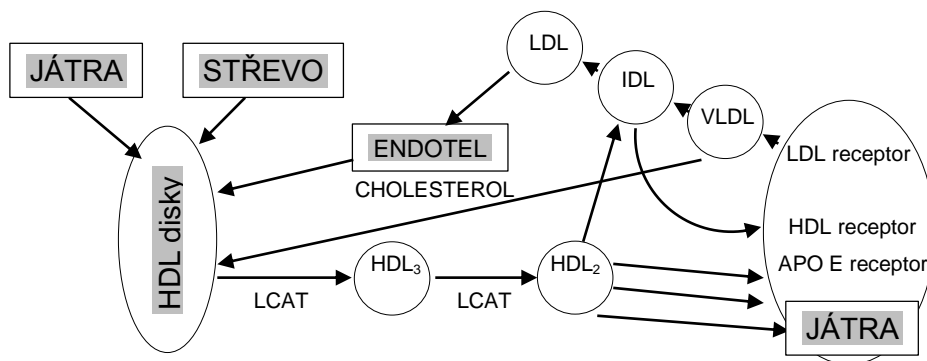 JÁTRA
STŘEVO
LDL
IDL
VLDL
ENDOTEL
CHOLESTEROL
LDL receptor
HDL receptor
APO E receptor
HDL disky
LCAT
HDL₃
LCAT
HDL₂
JÁTRA